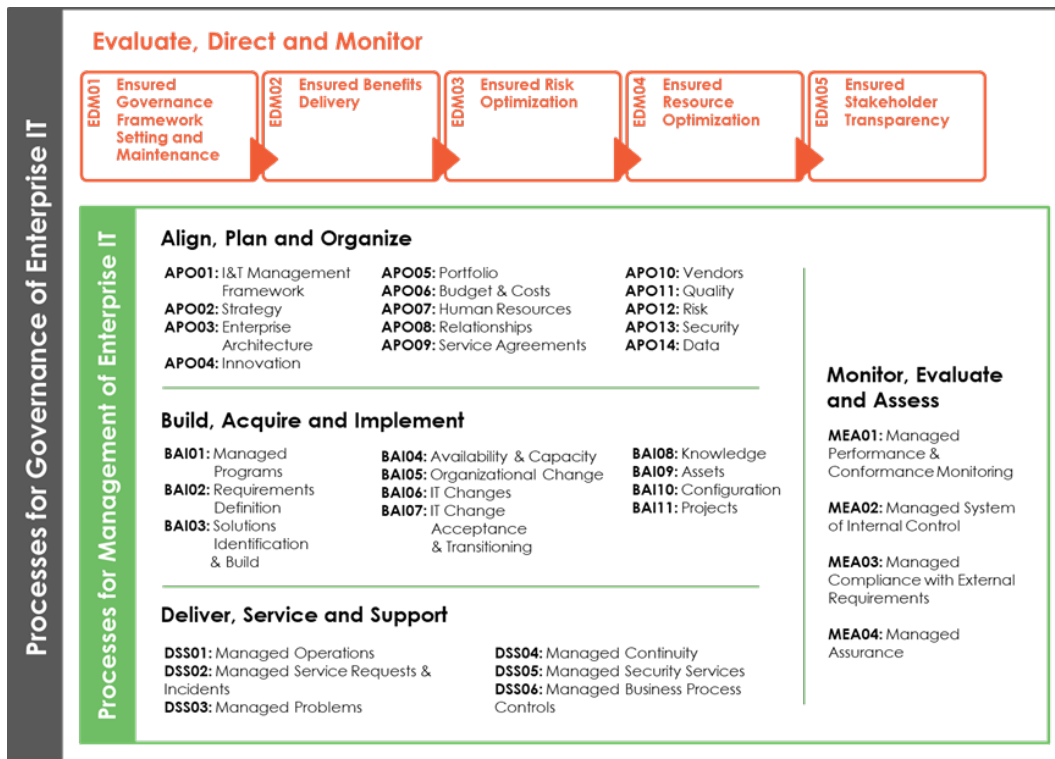 Processes for Governance of Enterprise IT
Evaluate, Direct and Monitor
EDM01
Ensured
Governance
Framework
Setting and
Maintenance
EDM02
Ensured Benefits
Delivery
EDM03
Ensured Risk
Optimization
EDM04
Ensured
Resource
Optimization
EDM05
Ensured
Stakeholder
Transparency
Processes for Management of Enterprise IT
Align, Plan and Organize
APO01: I&T Management
Framework
APO02: Strategy
APO03: Enterprise
Architecture
APO04: Innovation
APO05: Portfolio
APO06: Budget & Costs
APO07: Human Resources
APO08: Relationships
APO09: Service Agreements
APO10: Vendors
APO11: Quality
APO12: Risk
APO13: Security
APO14: Data
Build, Acquire and Implement
BAI01: Managed
Programs
BAI02: Requirements
Definition
BAI03: Solutions
Identification
& Build
BAI04: Availability & Capacity
BAI05: Organizational Change
BAI06: IT Changes
BAI07: IT Change
Acceptance
& Transitioning
BAI08: Knowledge
BAI09: Assets
BAI10: Configuration
BAI11: Projects
Deliver, Service and Support
DSS01: Managed Operations
DSS02: Managed Service Requests &
Incidents
DSS03: Managed Problems
DSS04: Managed Continuity
DSS05: Managed Security Services
DSS06: Managed Business Process
Controls
Monitor, Evaluate
and Assess
MEA01: Managed
Performance &
Conformance Monitoring
MEA02: Managed System
of Internal Control
MEA03: Managed
Compliance with External
Requirements
MEA04: Managed
Assurance